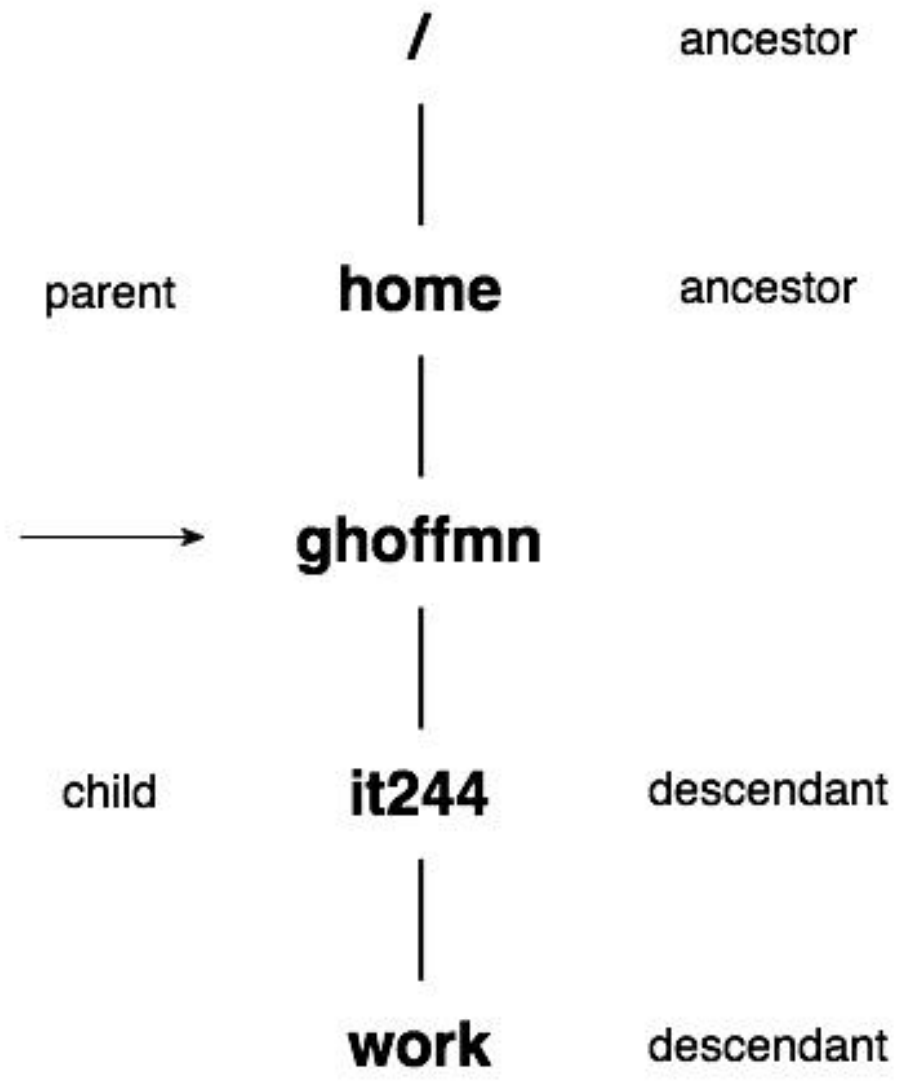 / ancestor
parent home ancestor
ghoffmn
child it244 descendant
work descendant